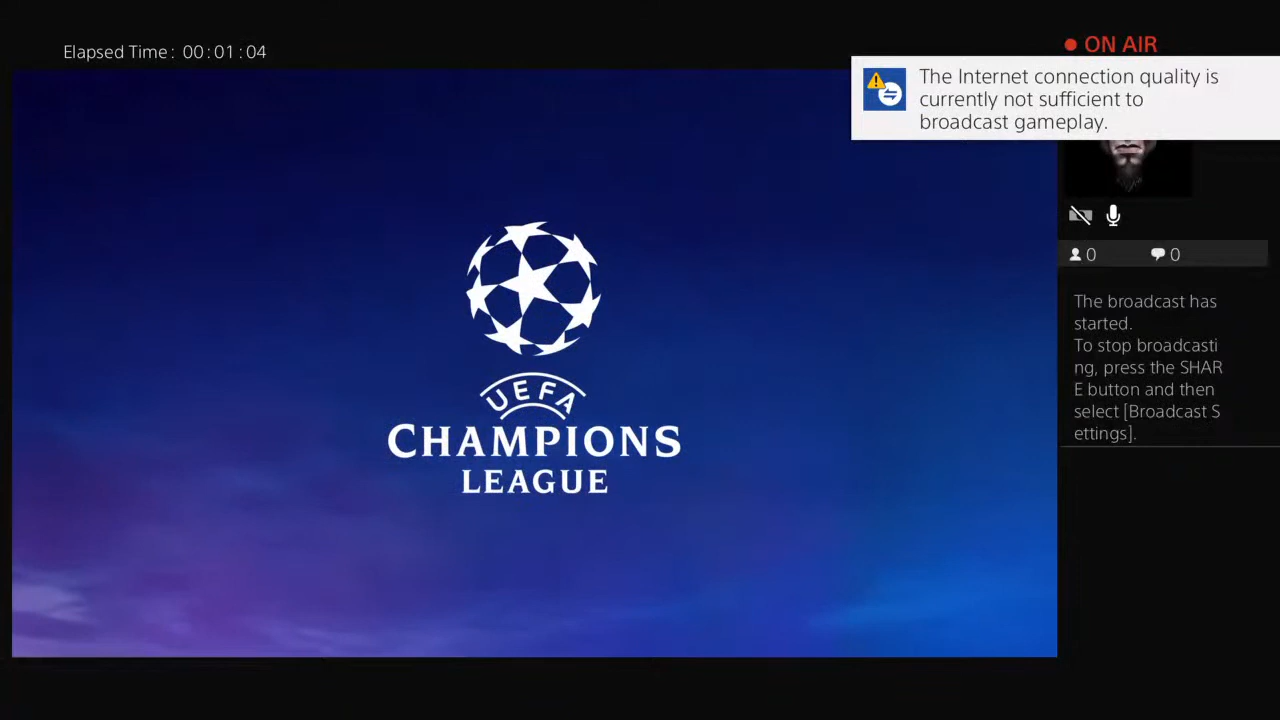 Elapsed Time: 00:01:04
ON AIR
The Internet connection quality is
currently not sufficient to
broadcast gameplay.
0 0
The broadcast has
started.
To stop broadcasti
ng, press the SHAR
E button and then
select [Broadcast S
ettings].
UEFA
CHAMPIONS
LEAGUE